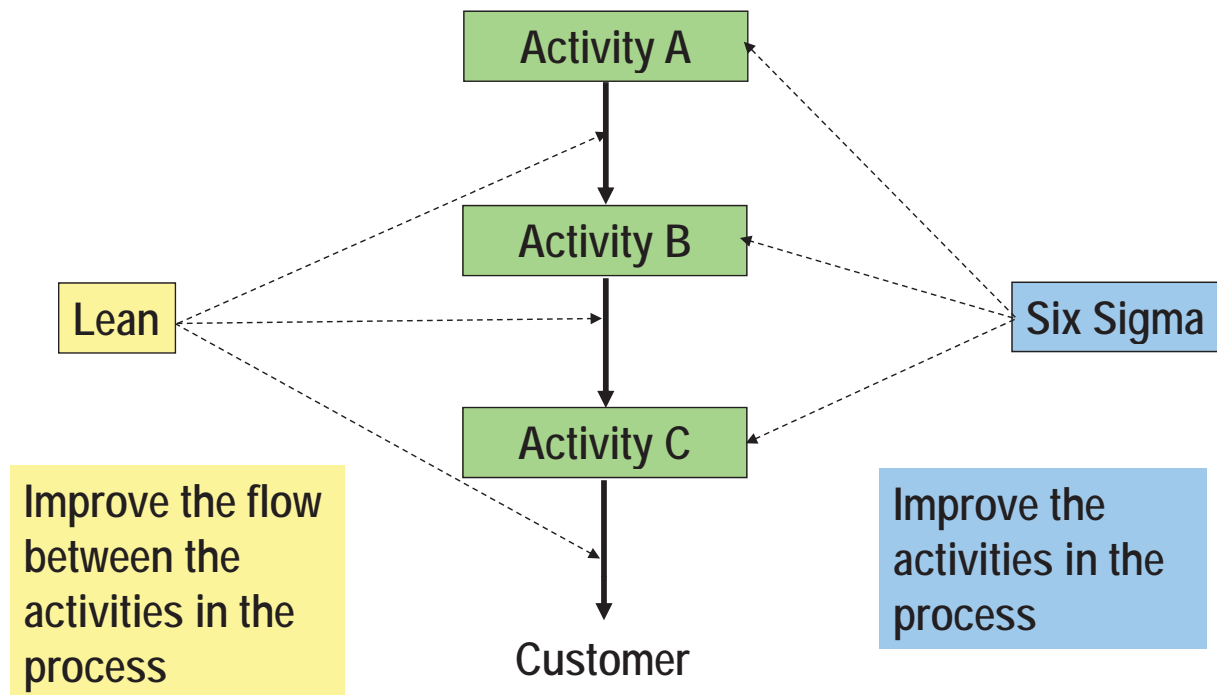 Activity A
Activity B
Lean
Six Sigma
Activity C
Improve the flow
between the
activities in the
process
Improve the
activities in the
process
Customer